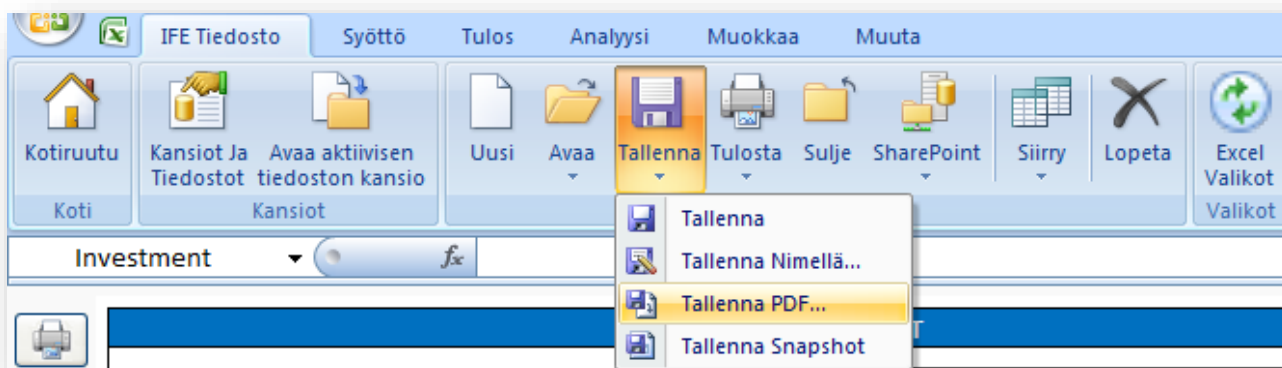 IFE Tiedosto Syöttö Tulos Analyysi Muokkaa Muuta
Kotiruutu Kansiot Ja Avaa aktiivisen Uusi Avaa Tallenna Tulosta Sulje SharePoint Siirry Lopeta Excel
Tiedostot tiedoston kansio Valikot
Koti Kansiot Valikot
Tallenna
Investment fx
Tallenna Nimellä...
Tallenna PDF...
T
Tallenna Snapshot